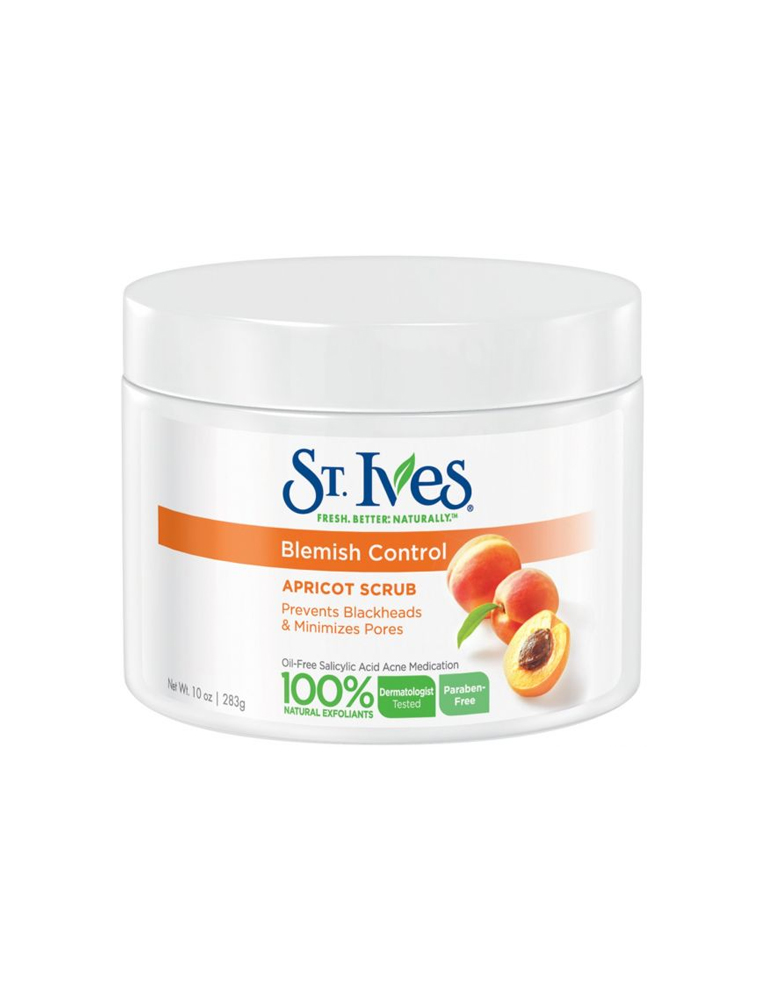 ST. IVES®
FRESH. BETTER. NATURALLY.™
Blemish Control
APRICOT SCRUB
Prevents Blackheads
& Minimizes Pores
Oil-Free Salicylic Acid Acne Medication
100%
NATURAL EXFOLIANTS
Dermatologist
Tested
Paraben-
Free
Net Wt. 10 oz | 283g